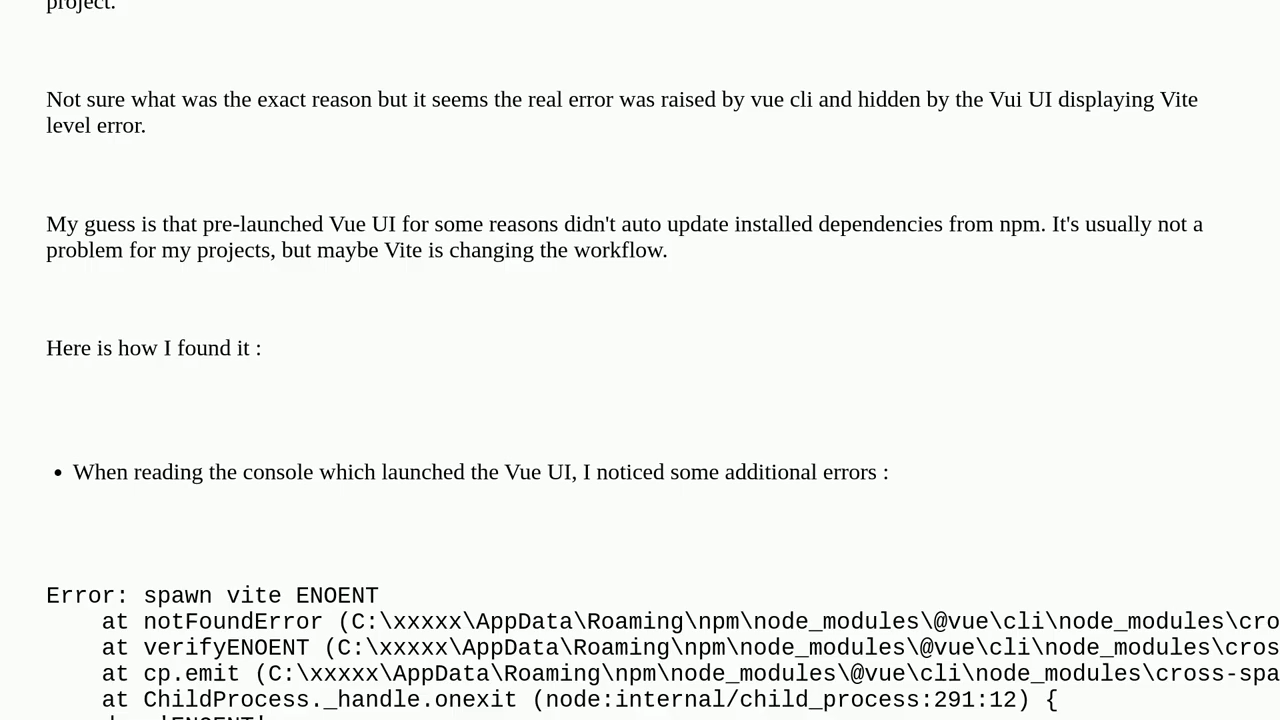 project.
Not sure what was the exact reason but it seems the real error was raised by vue cli and hidden by the Vui UI displaying Vite
level error.
My guess is that pre-launched Vue UI for some reasons didn't auto update installed dependencies from npm. It's usually not a
problem for my projects, but maybe Vite is changing the workflow.
Here is how I found it :
• When reading the console which launched the Vue UI, I noticed some additional errors :
Error: spawn vite ENOENT
    at notFoundError (C:\xxxxx\AppData\Roaming\npm\node_modules\@vue\cli\node_modules\cro
    at verifyENOENT (C:\xxxxx\AppData\Roaming\npm\node_modules\@vue\cli\node_modules\cros
    at cp.emit (C:\xxxxx\AppData\Roaming\npm\node_modules\@vue\cli\node_modules\cross-spa
    at ChildProcess._handle.onexit (node:internal/child_process:291:12) {